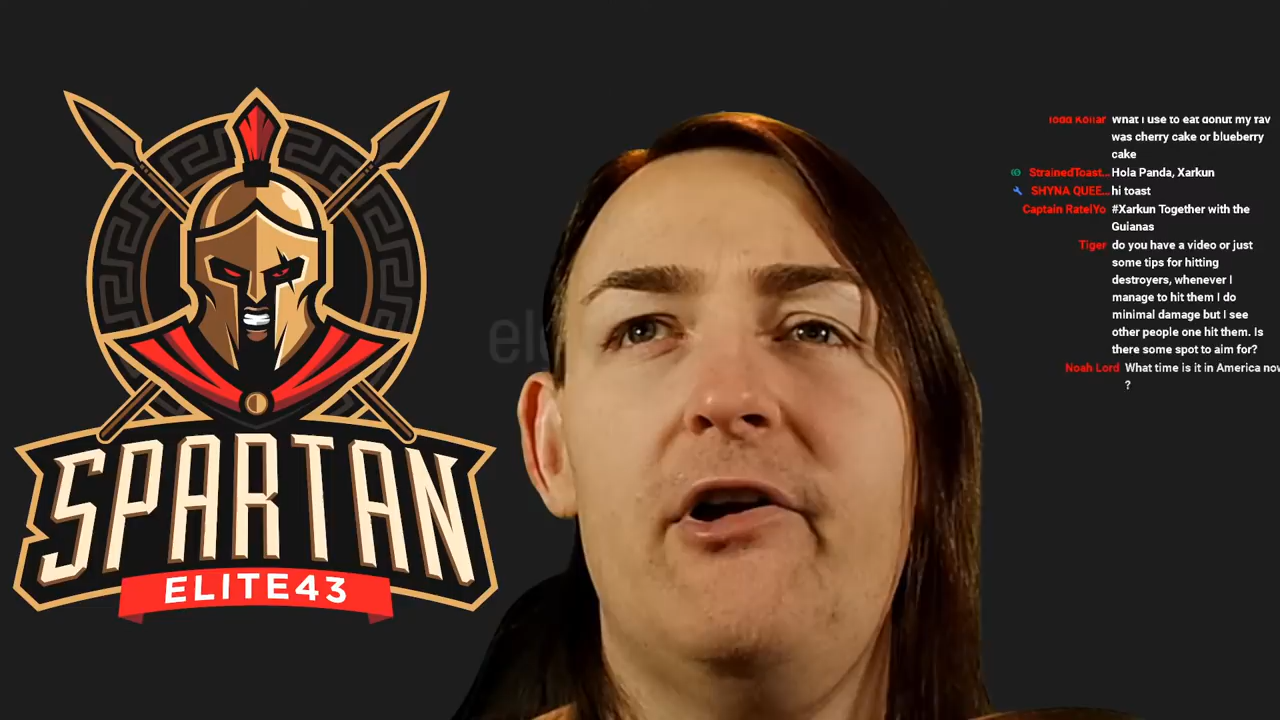 SPARTAN
ELITE43
ele
Todd Kollar What I use to eat donut my fav
was cherry cake or blueberry
cake
StrainedToast... Hola Panda, Xarkun
SHYNA QUEE... hi toast
Captain RatelYo #Xarkun Together with the
Guianas
Tiger do you have a video or just
some tips for hitting
destroyers, whenever I
manage to hit them I do
minimal damage but I see
other people one hit them. Is
there some spot to aim for?
Noah Lord What time is it in America now
?